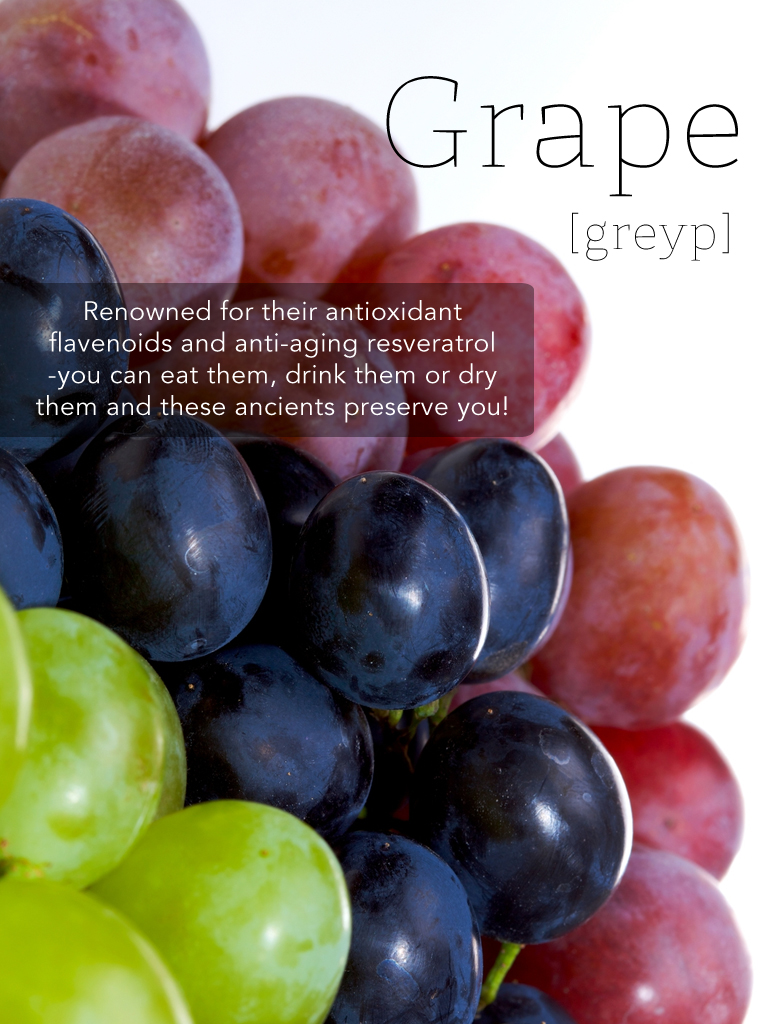 Grape
[greyp]
Renowned for their antioxidant
flavenoids and anti-aging resveratrol
-you can eat them, drink them or dry
them and these ancients preserve you!